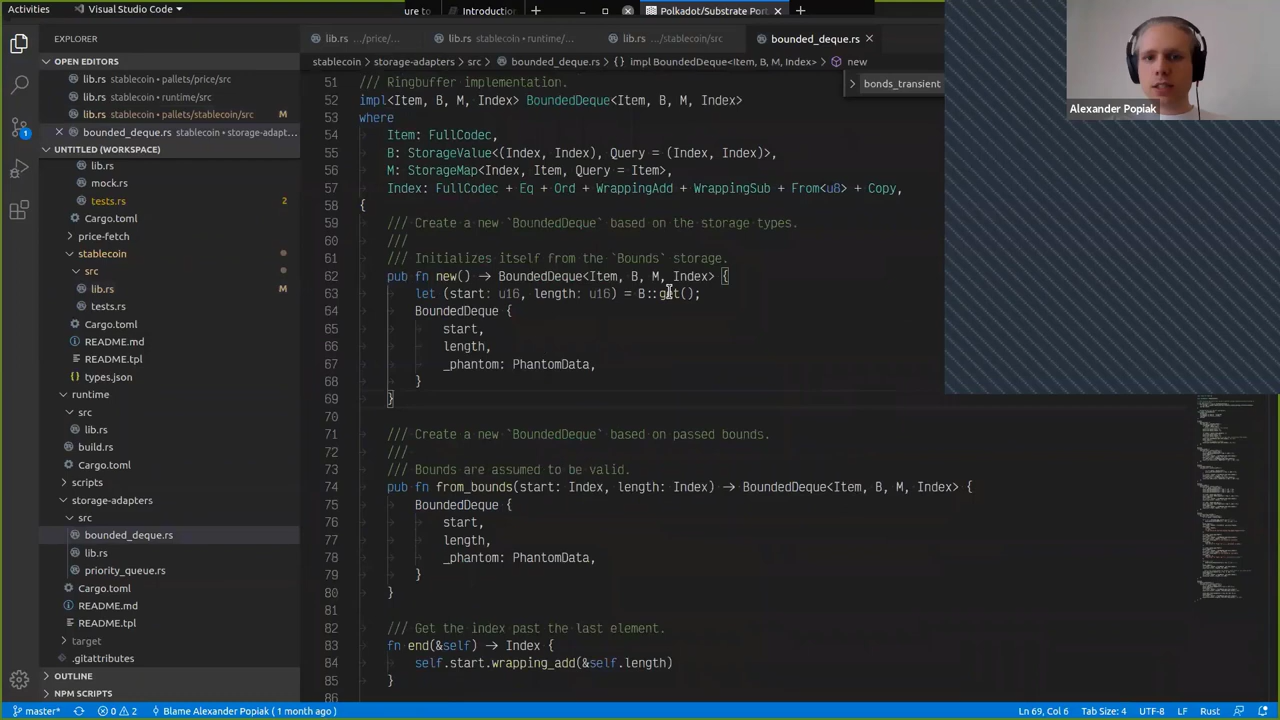 Activities
Visual Studio Code
ure to
Introduction
Polkadot/Substrate Port
EXPLORER
OPEN EDITORS
lib.rs stablecoin • pallets/price/src
lib.rs stablecoin • runtime/src
lib.rs stablecoin • pallets/stablecoin/src M
bounded_deque.rs stablecoin • storage-adapt...
UNTITLED (WORKSPACE)
lib.rs
mock.rs
tests.rs 2
Cargo.toml
price-fetch
stablecoin
src
lib.rs M
tests.rs
Cargo.toml
README.md
README.tpl
types.json
runtime
src
lib.rs
build.rs
Cargo.toml
scripts
storage-adapters
src
bounded_deque.rs
lib.rs
priority_queue.rs
Cargo.toml
README.md
README.tpl
target
.gitattributes
OUTLINE
NPM SCRIPTS
lib.rs .../price/...
lib.rs stablecoin • runtime/...
lib.rs .../stablecoin/src
bounded_deque.rs
stablecoin > storage-adapters > src > bounded_deque.rs > {} impl BoundedDeque<Item, B, M, Index> > new
bonds_transient
51 /// Ringbuffer implementation.
52 impl<Item, B, M, Index> BoundedDeque<Item, B, M, Index>
53 where
54 Item: FullCodec,
55 B: StorageValue<(Index, Index), Query = (Index, Index)>,
56 M: StorageMap<Index, Item, Query = Item>,
57 Index: FullCodec + Eq + Ord + WrappingAdd + WrappingSub + From<u8> + Copy,
58 {
59 /// Create a new `BoundedDeque` based on the storage types.
60 ///
61 /// Initializes itself from the `Bounds` storage.
62 pub fn new() -> BoundedDeque<Item, B, M, Index> {
63 let (start: u16, length: u16) = B::get();
64 BoundedDeque {
65 start,
66 length,
67 _phantom: PhantomData,
68 }
69 }
70
71 /// Create a new `BoundedDeque` based on passed bounds.
72 ///
73 /// Bounds are assumed to be valid.
74 pub fn from_bounds(start: Index, length: Index) -> BoundedDeque<Item, B, M, Index> {
75 BoundedDeque {
76 start,
77 length,
78 _phantom: PhantomData,
79 }
80 }
81
82 /// Get the index past the last element.
83 fn end(&self) -> Index {
84 self.start.wrapping_add(&self.length)
85 }
86
Alexander Popiak
1
master* 0 2 Blame Alexander Popiak ( 1 month ago )
Ln 69, Col 6 Tab Size: 4 UTF-8 LF Rust